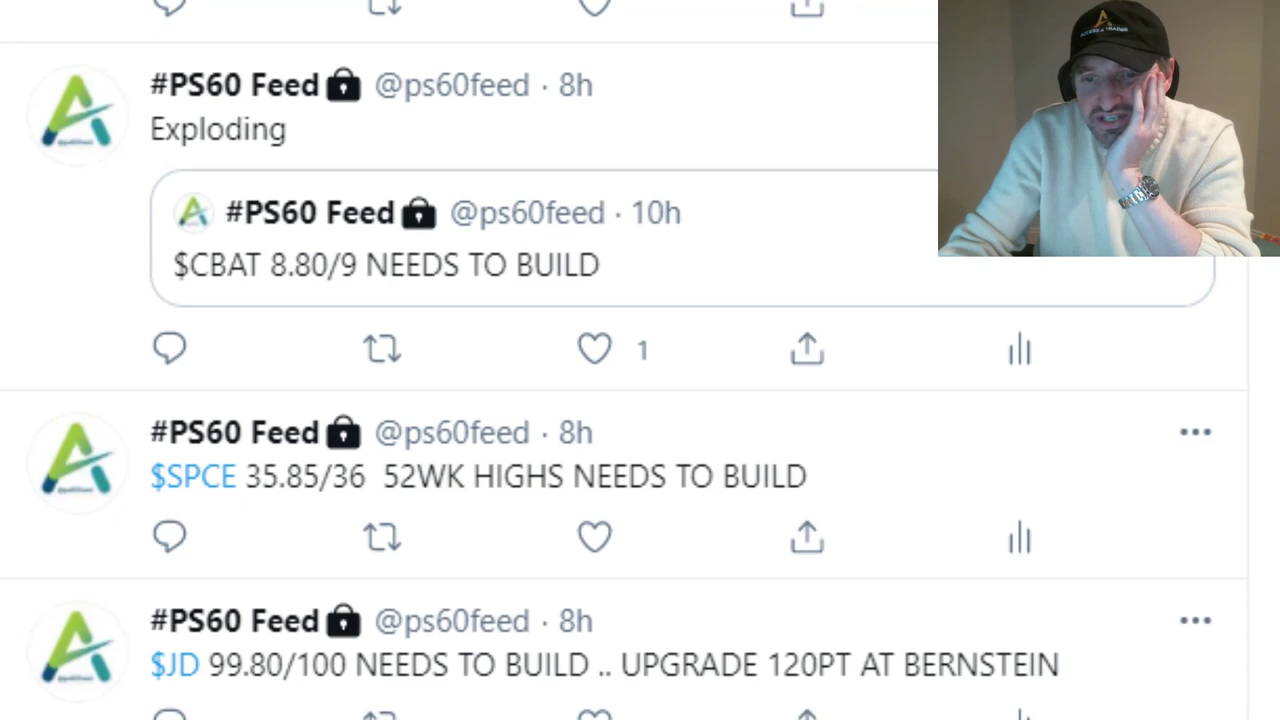 #PS60 Feed @ps60feed · 8h
Exploding
#PS60 Feed @ps60feed · 10h
$CBAT 8.80/9 NEEDS TO BUILD
1
#PS60 Feed @ps60feed · 8h
$SPCE 35.85/36 52WK HIGHS NEEDS TO BUILD
#PS60 Feed @ps60feed · 8h
$JD 99.80/100 NEEDS TO BUILD .. UPGRADE 120PT AT BERNSTEIN